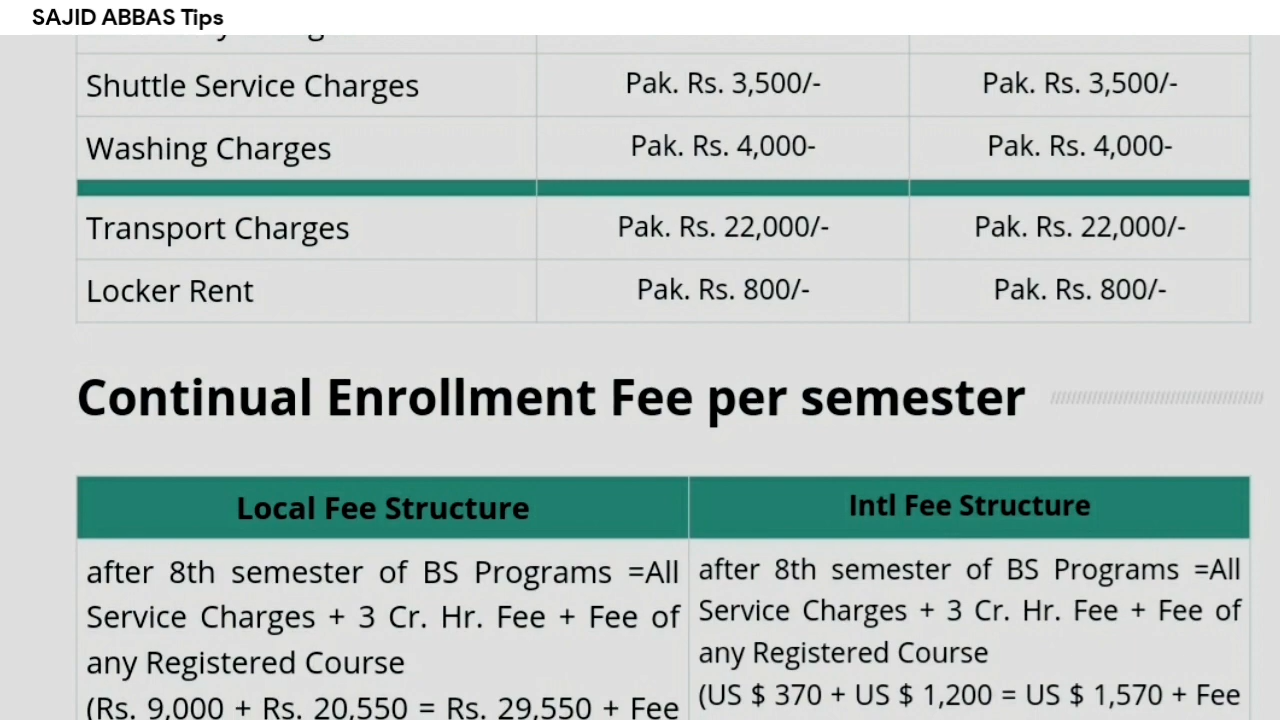 SAJID ABBAS Tips
Shuttle Service Charges Pak. Rs. 3,500/- Pak. Rs. 3,500/-
Washing Charges Pak. Rs. 4,000- Pak. Rs. 4,000-
Transport Charges Pak. Rs. 22,000/- Pak. Rs. 22,000/-
Locker Rent Pak. Rs. 800/- Pak. Rs. 800/-
Continual Enrollment Fee per semester
Local Fee Structure
after 8th semester of BS Programs =All
Service Charges + 3 Cr. Hr. Fee + Fee of
any Registered Course
(Rs. 9,000 + Rs. 20,550 = Rs. 29,550 + Fee
Intl Fee Structure
after 8th semester of BS Programs =All
Service Charges + 3 Cr. Hr. Fee + Fee of
any Registered Course
(US $ 370 + US $ 1,200 = US $ 1,570 + Fee